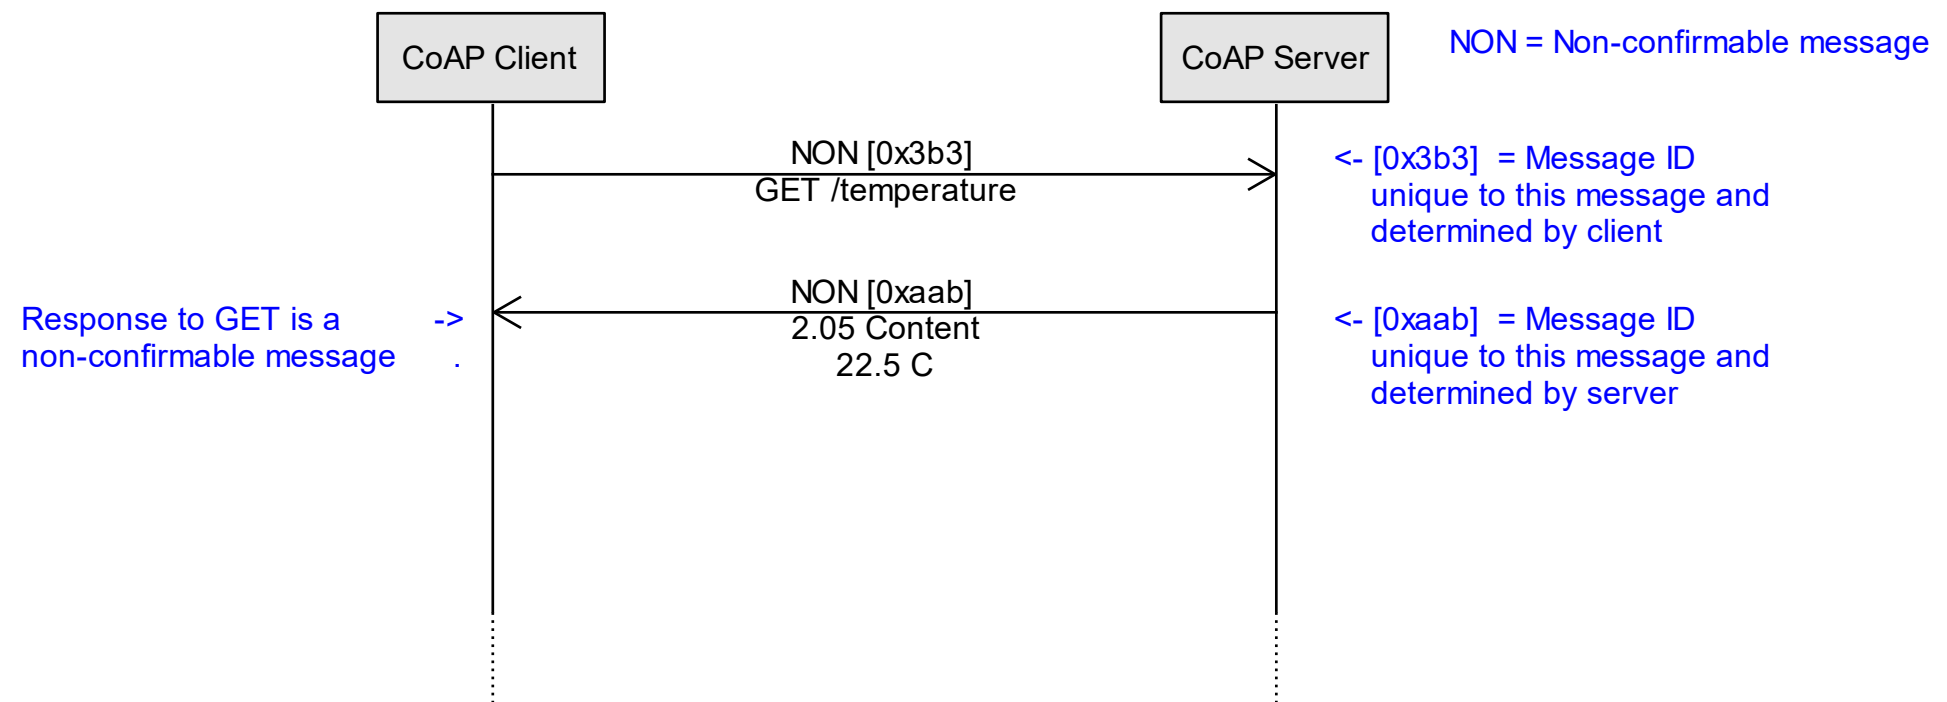 CoAP Client
CoAP Server
NON = Non-confirmable message
NON [0x3b3]
GET /temperature
<- [0x3b3]  = Message ID
unique to this message and
determined by client
NON [0xaab]
2.05 Content
22.5 C
Response to GET is a ->
non-confirmable message .
<- [0xaab]  = Message ID
unique to this message and
determined by server